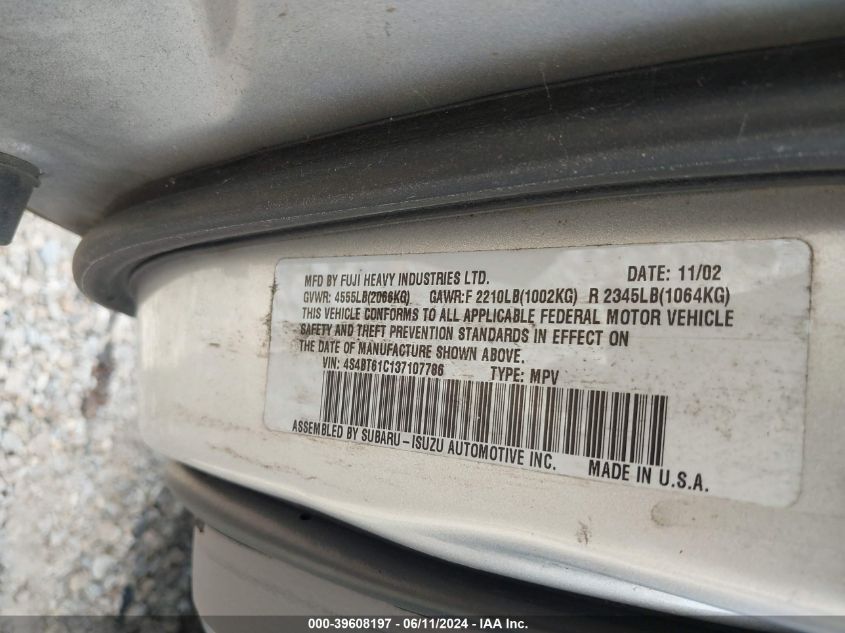 MFD BY FUJI HEAVY INDUSTRIES LTD. DATE: 11/02
GVWR: 4555LB(2066KG) GAWR:F 2210LB(1002KG) R 2345LB(1064KG)
THIS VEHICLE CONFORMS TO ALL APPLICABLE FEDERAL MOTOR VEHICLE
SAFETY AND THEFT PREVENTION STANDARDS IN EFFECT ON
THE DATE OF MANUFACTURE SHOWN ABOVE.
VIN: 4S4BT61C137107786 TYPE: MPV
ASSEMBLED BY SUBARU-ISUZU AUTOMOTIVE INC. MADE IN U.S.A.
000-39608197 - 06/11/2024 - IAA Inc.